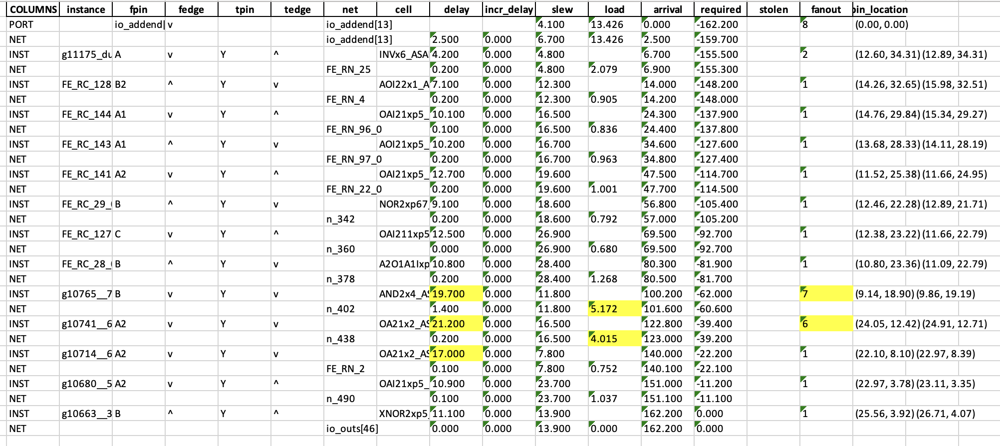 COLUMNS instance fpin fedge tpin tedge net cell delay incr_delay slew load arrival required stolen fanout pin_location
PORT io_addend[ v io_addend[13] 4.100 13.426 0.000 -162.200 8 (0.00, 0.00)
NET io_addend[13] 2.500 0.000 6.700 13.426 2.500 -159.700
INST g11175_du A v Y ^ INVx6_ASA 4.200 0.000 4.800 6.700 -155.500 2 (12.60, 34.31) (12.89, 34.31)
NET FE_RN_25 0.200 0.000 4.800 2.079 6.900 -155.300
INST FE_RC_128 B2 ^ Y v AOI22x1_A 7.100 0.000 12.300 14.000 -148.200 1 (14.26, 32.65) (15.98, 32.51)
NET FE_RN_4 0.200 0.000 12.300 0.905 14.200 -148.000
INST FE_RC_144 A1 v Y ^ OAI21xp5_ 10.100 0.000 16.500 24.300 -137.900 1 (14.76, 29.84) (15.34, 29.27)
NET FE_RN_96_0 0.100 0.000 16.500 0.836 24.400 -137.800
INST FE_RC_143 A1 ^ Y v AOI21xp5_ 10.200 0.000 16.700 34.600 -127.600 1 (13.68, 28.33) (14.11, 28.19)
NET FE_RN_97_0 0.200 0.000 16.700 0.963 34.800 -127.400
INST FE_RC_141 A2 v Y ^ OAI21xp5_ 12.700 0.000 19.600 47.500 -114.700 1 (11.52, 25.38) (11.66, 24.95)
NET FE_RN_22_0 0.200 0.000 19.600 1.001 47.700 -114.500
INST FE_RC_29_ B ^ Y v NOR2xp67_ 9.100 0.000 18.600 56.800 -105.400 1 (12.46, 22.28) (12.89, 21.71)
NET n_342 0.200 0.000 18.600 0.792 57.000 -105.200
INST FE_RC_127 C v Y ^ OAI211xp5 12.500 0.000 26.900 69.500 -92.700 1 (12.38, 23.22) (11.66, 22.79)
NET n_360 0.000 0.000 26.900 0.680 69.500 -92.700
INST FE_RC_28_ B ^ Y v A2O1A1Ixp 10.800 0.000 28.400 80.300 -81.900 1 (10.80, 23.36) (11.09, 22.79)
NET n_378 0.200 0.000 28.400 1.268 80.500 -81.700
INST g10765__7 B v Y v AND2x4_AS 19.700 0.000 11.800 100.200 -62.000 7 (9.14, 18.90) (9.86, 19.19)
NET n_402 1.400 0.000 11.800 5.172 101.600 -60.600
INST g10741__6 A2 v Y v OA21x2_AS 21.200 0.000 16.500 122.800 -39.400 6 (24.05, 12.42) (24.91, 12.71)
NET n_438 0.200 0.000 16.500 4.015 123.000 -39.200
INST g10714__6 A2 v Y v OA21x2_AS 17.000 0.000 7.800 140.000 -22.200 1 (22.10, 8.10) (22.97, 8.39)
NET FE_RN_2 0.100 0.000 7.800 0.752 140.100 -22.100
INST g10680__5 A2 v Y ^ OAI21xp5_ 10.900 0.000 23.700 151.000 -11.200 1 (22.97, 3.78) (23.11, 3.35)
NET n_490 0.100 0.000 23.700 1.037 151.100 -11.100
INST g10663__3 B ^ Y ^ XNOR2xp5_ 11.100 0.000 13.900 162.200 0.000 1 (25.56, 3.92) (26.71, 4.07)
NET io_outs[46] 0.000 0.000 13.900 0.000 162.200 0.000